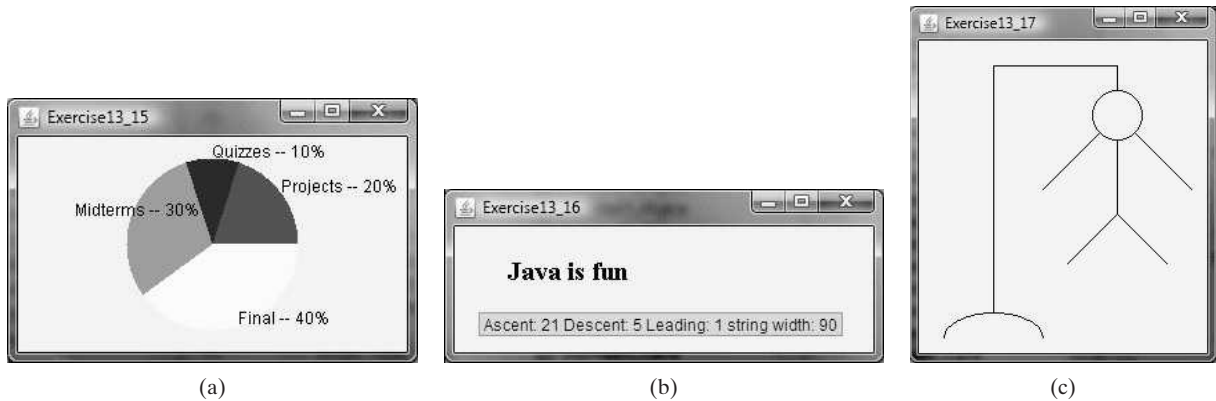 Exercise13_15
Quizzes -- 10%
Projects -- 20%
Midterms -- 30%
Final -- 40%
(a)
Exercise13_16
Java is fun
Ascent: 21 Descent: 5 Leading: 1 string width: 90
(b)
Exercise13_17
(c)